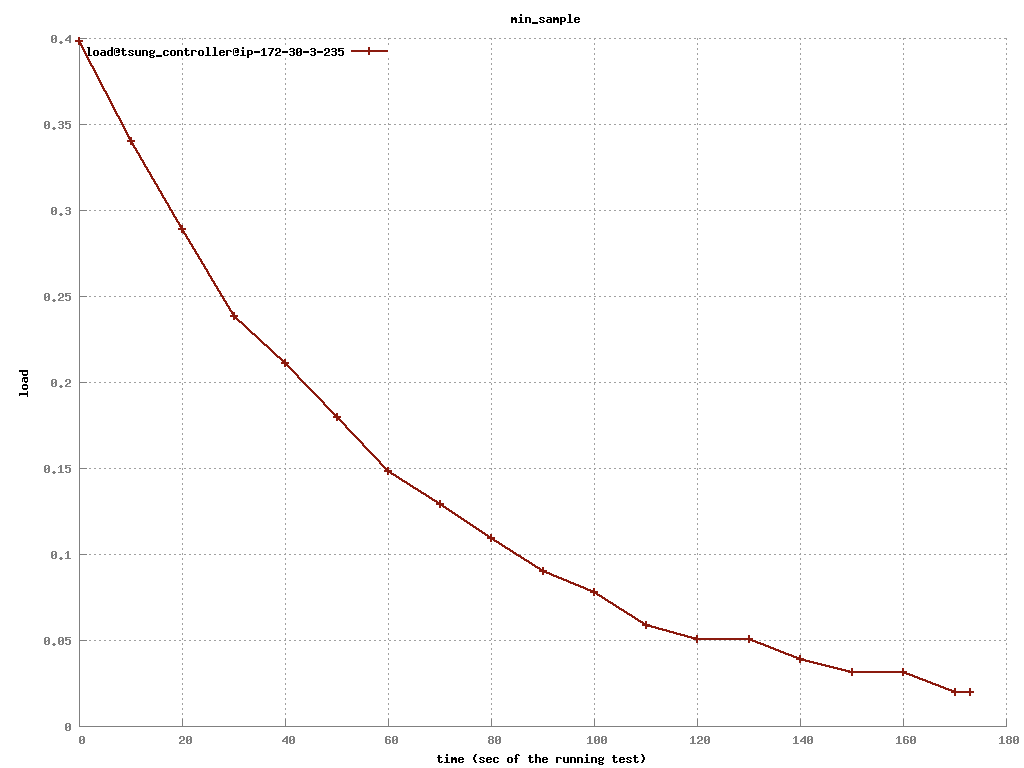 min_sample
load@tsung_controller@ip-172-30-3-235
0.4
0.35
0.3
0.25
0.2
0.15
0.1
0.05
0
load
0 20 40 60 80 100 120 140 160 180
time (sec of the running test)